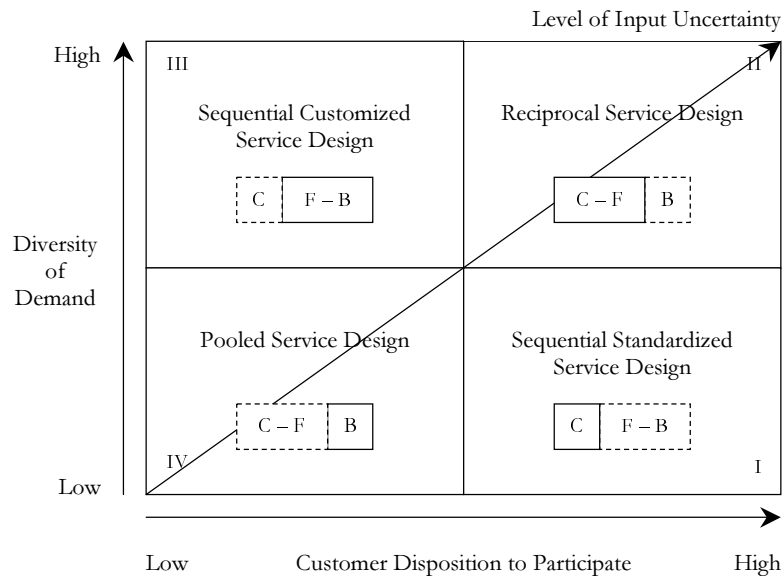 Level of Input Uncertainty
High
III
II
Sequential Customized
Service Design
Reciprocal Service Design
C
F – B
C – F
B
Diversity
of
Demand
Pooled Service Design
Sequential Standardized
Service Design
C – F
B
C
F – B
IV
I
Low
Low
Customer Disposition to Participate
High